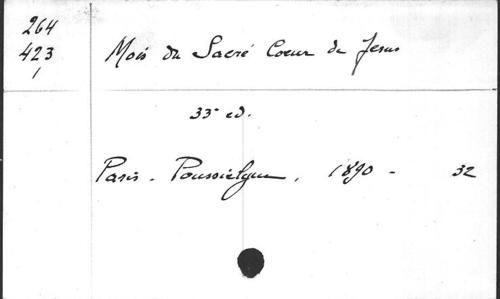 264
423
1
Mois du Sacré Coeur de Jesus
33e ed.
Paris - Poussielgue, 1890 - 32